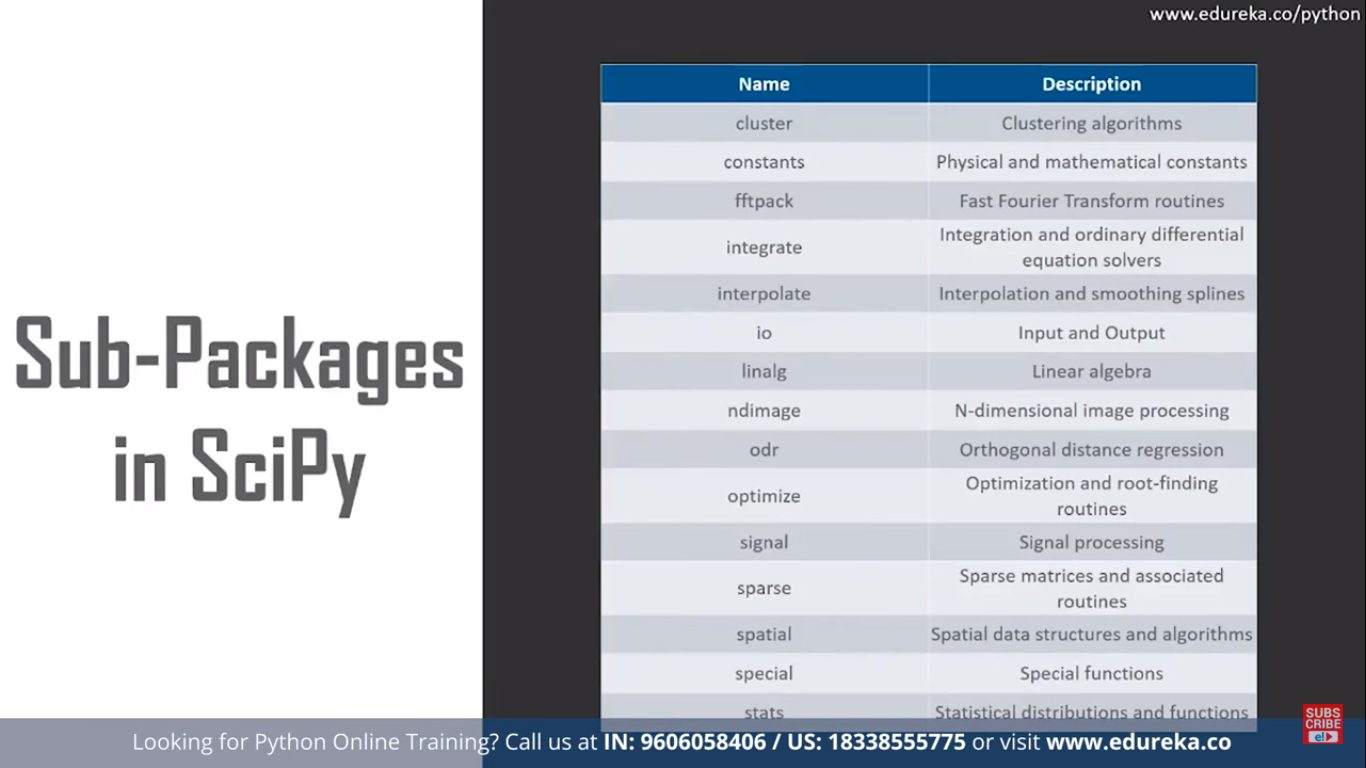 www.edureka.co/python
Sub-Packages
in SciPy
Name Description
cluster Clustering algorithms
constants Physical and mathematical constants
fftpack Fast Fourier Transform routines
integrate Integration and ordinary differential
equation solvers
interpolate Interpolation and smoothing splines
io Input and Output
linalg Linear algebra
ndimage N-dimensional image processing
odr Orthogonal distance regression
optimize Optimization and root-finding
routines
signal Signal processing
sparse Sparse matrices and associated
routines
spatial Spatial data structures and algorithms
special Special functions
stats Statistical distributions and functions
SUBS
CRIBE
e!
Looking for Python Online Training? Call us at IN: 9606058406 / US: 18338555775 or visit www.edureka.co